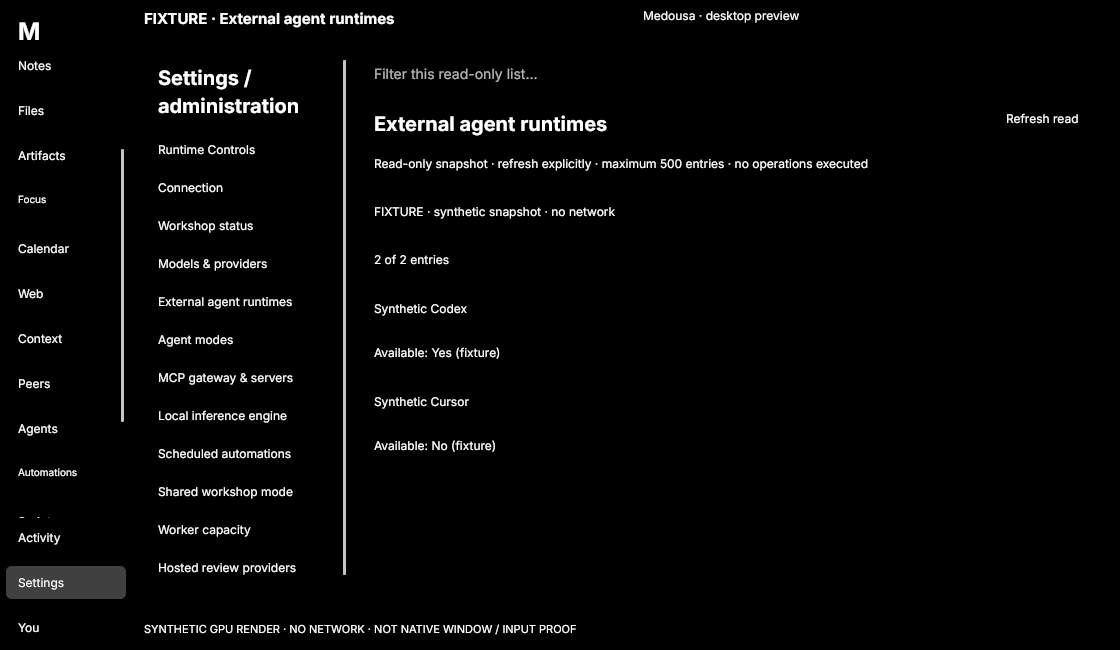 M
Notes
Files
Artifacts
Focus
Calendar
Web
Context
Peers
Agents
Automations
Activity
Settings
You
FIXTURE · External agent runtimes
Medousa · desktop preview
Settings /
administration
Runtime Controls
Connection
Workshop status
Models & providers
External agent runtimes
Agent modes
MCP gateway & servers
Local inference engine
Scheduled automations
Shared workshop mode
Worker capacity
Hosted review providers
Filter this read-only list...
External agent runtimes
Refresh read
Read-only snapshot · refresh explicitly · maximum 500 entries · no operations executed
FIXTURE · synthetic snapshot · no network
2 of 2 entries
Synthetic Codex
Available: Yes (fixture)
Synthetic Cursor
Available: No (fixture)
SYNTHETIC GPU RENDER · NO NETWORK · NOT NATIVE WINDOW / INPUT PROOF